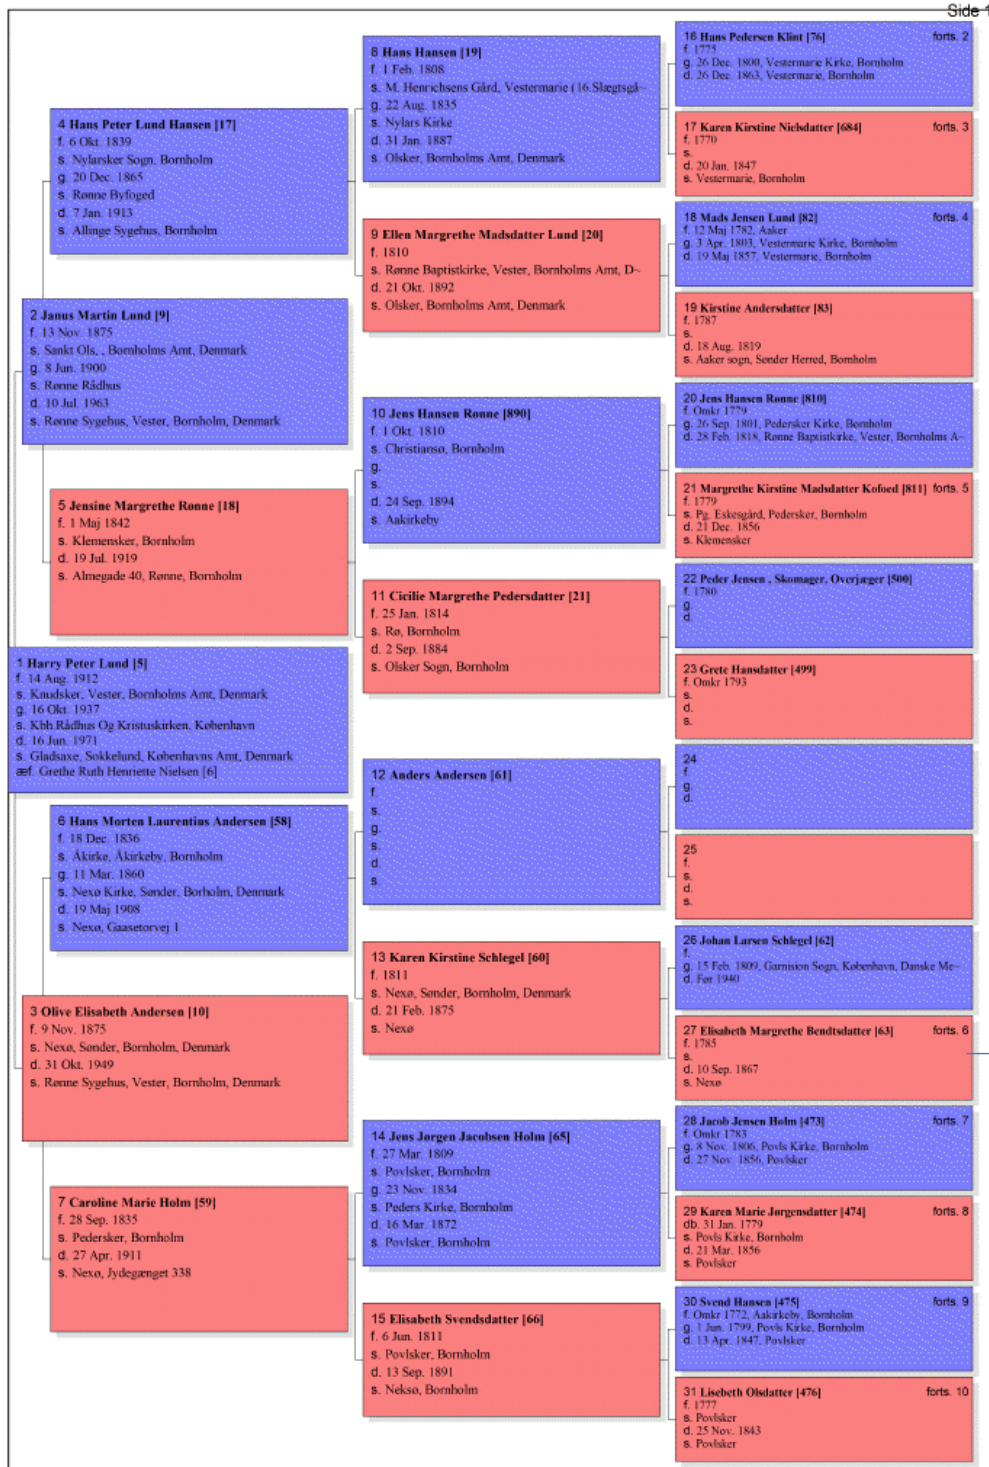 Side 1
1 Harry Peter Lund [5]
f. 14 Aug. 1912
s. Knudsker, Vester, Bornholms Amt, Denmark
g. 16 Okt. 1937
s. Kbh.Rådhus Og Kristuskirken, København
d. 16 Jun. 1971
s. Gladsaxe, Sokkelund, Københavns Amt, Denmark
æf. Grethe Ruth Henriette Nielsen [6]
2 Janus Martin Lund [9]
f. 13 Nov. 1875
s. Sankt Ols, , Bornholms Amt, Denmark
g. 8 Jun. 1900
s. Rønne Rådhus
d. 10 Jul. 1963
s. Rønne Sygehus, Vester, Bornholm, Denmark
3 Olive Elisabeth Andersen [10]
f. 9 Nov. 1875
s. Nexø, Sønder, Bornholm, Denmark
d. 31 Okt. 1949
s. Rønne Sygehus, Vester, Bornholm, Denmark
4 Hans Peter Lund Hansen [17]
f. 6 Okt. 1839
s. Nylarsker Sogn, Bornholm
g. 20 Dec. 1865
s. Rønne Byfoged
d. 7 Jan. 1913
s. Allinge Sygehus, Bornholm
5 Jensine Margrethe Rønne [18]
f. 1 Maj 1842
s. Klemensker, Bornholm
d. 19 Jul. 1919
s. Almegade 40, Rønne, Bornholm
6 Hans Morten Laurentius Andersen [58]
f. 18 Dec. 1836
s. Åkirke, Åkirkeby, Bornholm
g. 11 Mar. 1860
s. Nexø Kirke, Sønder, Borholm, Denmark
d. 19 Maj 1908
s. Nexø, Gaasetorvej 1
7 Caroline Marie Holm [59]
f. 28 Sep. 1835
s. Pedersker, Bornholm
d. 27 Apr. 1911
s. Nexø, Jydegænget 338
8 Hans Hansen [19]
f. 1 Feb. 1808
s. M. Henrichsens Gård, Vestermarie (16.Slægtsgå~
g. 22 Aug. 1835
s. Nylars Kirke
d. 31 Jan. 1887
s. Olsker, Bornholms Amt, Denmark
9 Ellen Margrethe Madsdatter Lund [20]
f. 1810
s. Rønne Baptistkirke, Vester, Bornholms Amt, D~
d. 21 Okt. 1892
s. Olsker, Bornholms Amt, Denmark
10 Jens Hansen Rønne [890]
f. 1 Okt. 1810
s. Christiansø, Bornholm
g.
s.
d. 24 Sep. 1894
s. Aakirkeby
11 Cicilie Margrethe Pedersdatter [21]
f. 25 Jan. 1814
s. Rø, Bornholm
d. 2 Sep. 1884
s. Olsker Sogn, Bornholm
12 Anders Andersen [61]
f.
s.
g.
s.
d.
s.
13 Karen Kirstine Schlegel [60]
f. 1811
s. Nexø, Sønder, Bornholm, Denmark
d. 21 Feb. 1875
s. Nexø
14 Jens Jørgen Jacobsen Holm [65]
f. 27 Mar. 1809
s. Povlsker, Bornholm
g. 23 Nov. 1834
s. Peders Kirke, Bornholm
d. 16 Mar. 1872
s. Povlsker, Bornholm
15 Elisabeth Svendsdatter [66]
f. 6 Jun. 1811
s. Povlsker, Bornholm
d. 13 Sep. 1891
s. Neksø, Bornholm
16 Hans Pedersen Klint [76] forts. 2
f. 1775
g. 26 Dec. 1800, Vestermarie Kirke, Bornholm
d. 26 Dec. 1863, Vestermarie, Bornholm
17 Karen Kirstine Nielsdatter [684] forts. 3
f. 1770
s.
d. 20 Jan. 1847
s. Vestermarie, Bornholm
18 Mads Jensen Lund [82] forts. 4
f. 12 Maj 1782, Aaker
g. 3 Apr. 1803, Vestermarie Kirke, Bornholm
d. 19 Maj 1857, Vestermarie, Bornholm
19 Kirstine Andersdatter [83]
f. 1787
s.
d. 18 Aug. 1819
s. Aaker sogn, Sønder Herred, Bornholm
20 Jens Hansen Rønne [810]
f. Omkr 1779
g. 26 Sep. 1801, Pedersker Kirke, Bornholm
d. 28 Feb. 1818, Rønne Baptistkirke, Vester, Bornholms A~
21 Margrethe Kirstine Madsdatter Kofoed [811] forts. 5
f. 1779
s. Pg. Eskesgård, Pedersker, Bornholm
d. 21 Dec. 1856
s. Klemensker
22 Peder Jensen , Skomager, Overjæger [500]
f. 1780
g.
d.
23 Grete Hansdatter [499]
f. Omkr 1793
s.
d.
s.
24
f.
g.
d.
25
f.
s.
d.
s.
26 Johan Larsen Schlegel [62]
f.
g. 15 Feb. 1809, Garnision Sogn, København, Danske Me~
d. Før 1940
27 Elisabeth Margrethe Bendtsdatter [63] forts. 6
f. 1785
s.
d. 10 Sep. 1867
s. Nexø
28 Jacob Jensen Holm [473] forts. 7
f. Omkr 1783
g. 8 Nov. 1806, Povls Kirke, Bornholm
d. 27 Nov. 1856, Povlsker
29 Karen Marie Jørgensdatter [474] forts. 8
db. 31 Jan. 1779
s. Povls Kirke, Bornholm
d. 21 Mar. 1856
s. Povlsker
30 Svend Hansen [475] forts. 9
f. Omkr 1772, Aakirkeby, Bornholm
g. 1 Jun. 1799, Povls Kirke, Bornholm
d. 13 Apr. 1847, Povlsker
31 Lisebeth Olsdatter [476] forts. 10
f. 1777
s. Povlsker
d. 25 Nov. 1843
s. Povlsker